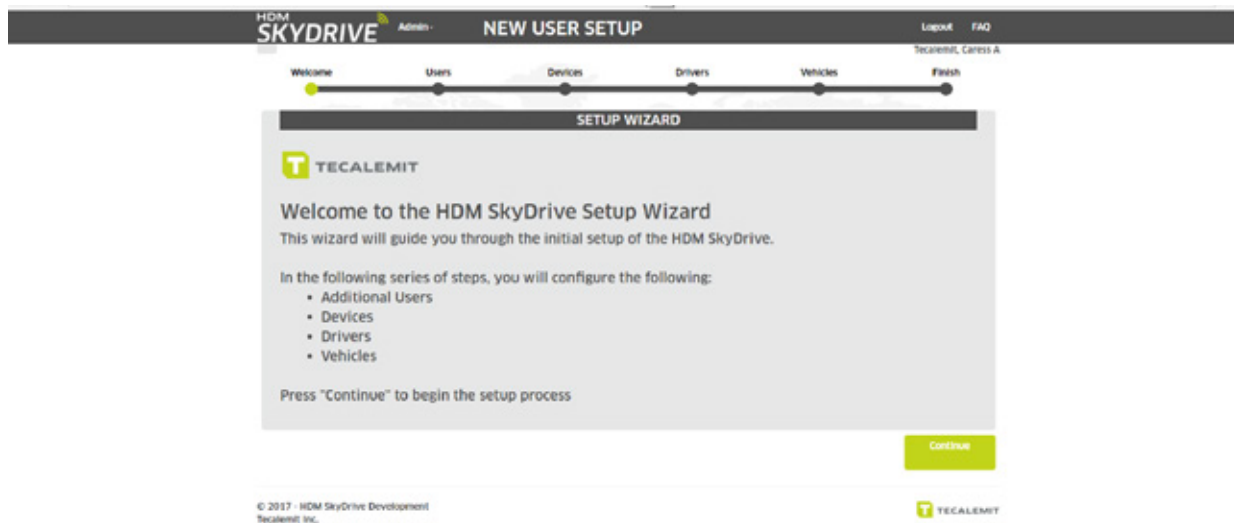 HDM
SKYDRIVE Admin NEW USER SETUP Logout FAQ
Tecalemit, Caress A
Welcome Users Devices Drivers Vehicles Finish
SETUP WIZARD
T TECALEMIT
Welcome to the HDM SkyDrive Setup Wizard
This wizard will guide you through the initial setup of the HDM SkyDrive.
In the following series of steps, you will configure the following:
• Additional Users
• Devices
• Drivers
• Vehicles
Press "Continue" to begin the setup process
Continue
© 2017 - HDM SkyDrive Development
Tecalemit Inc.
T TECALEMIT